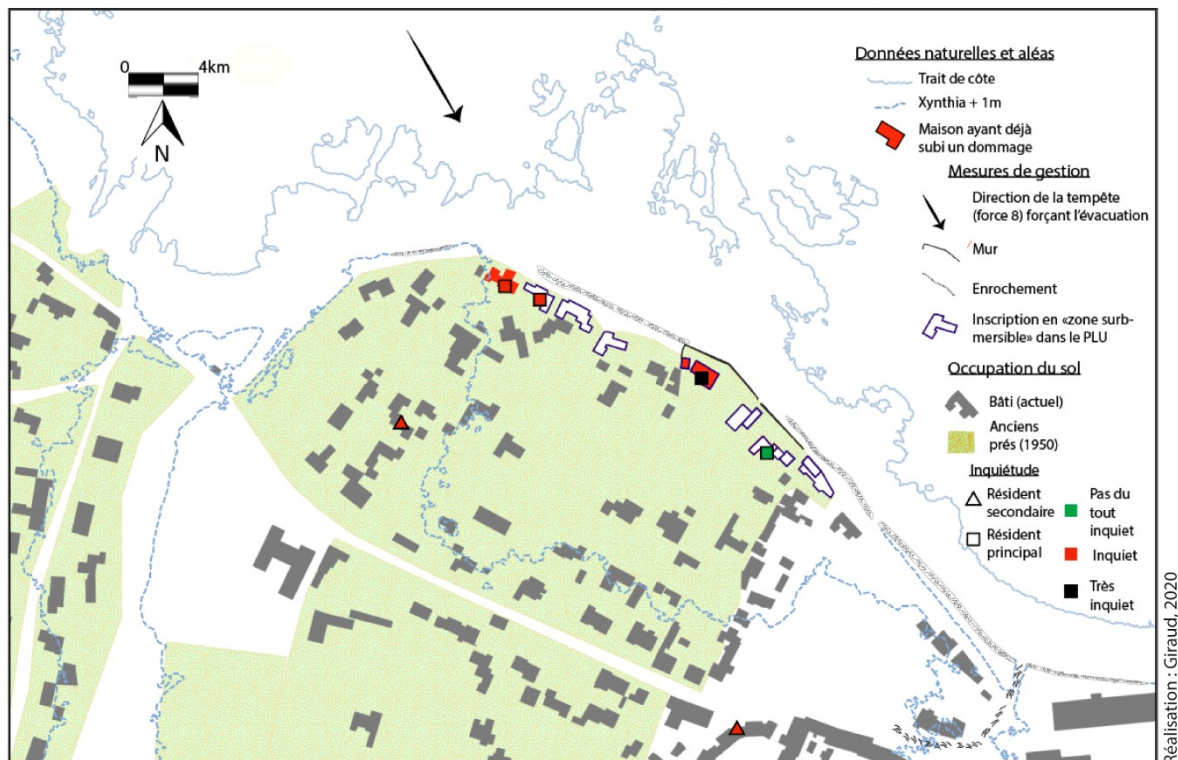 0 4km
N
Données naturelles et aléas
Trait de côte
Xynthia + 1m
Maison ayant déjà
subi un dommage
Mesures de gestion
Direction de la tempête
(force 8) forçant l'évacuation
Mur
Enrochement
Inscription en «zone surb-
mersible» dans le PLU
Occupation du sol
Bâti (actuel)
Anciens
prés (1950)
Inquiétude
Résident
secondaire
Résident
principal
Pas du
tout
inquiet
Inquiet
Très
inquiet
Réalisation : Giraud, 2020